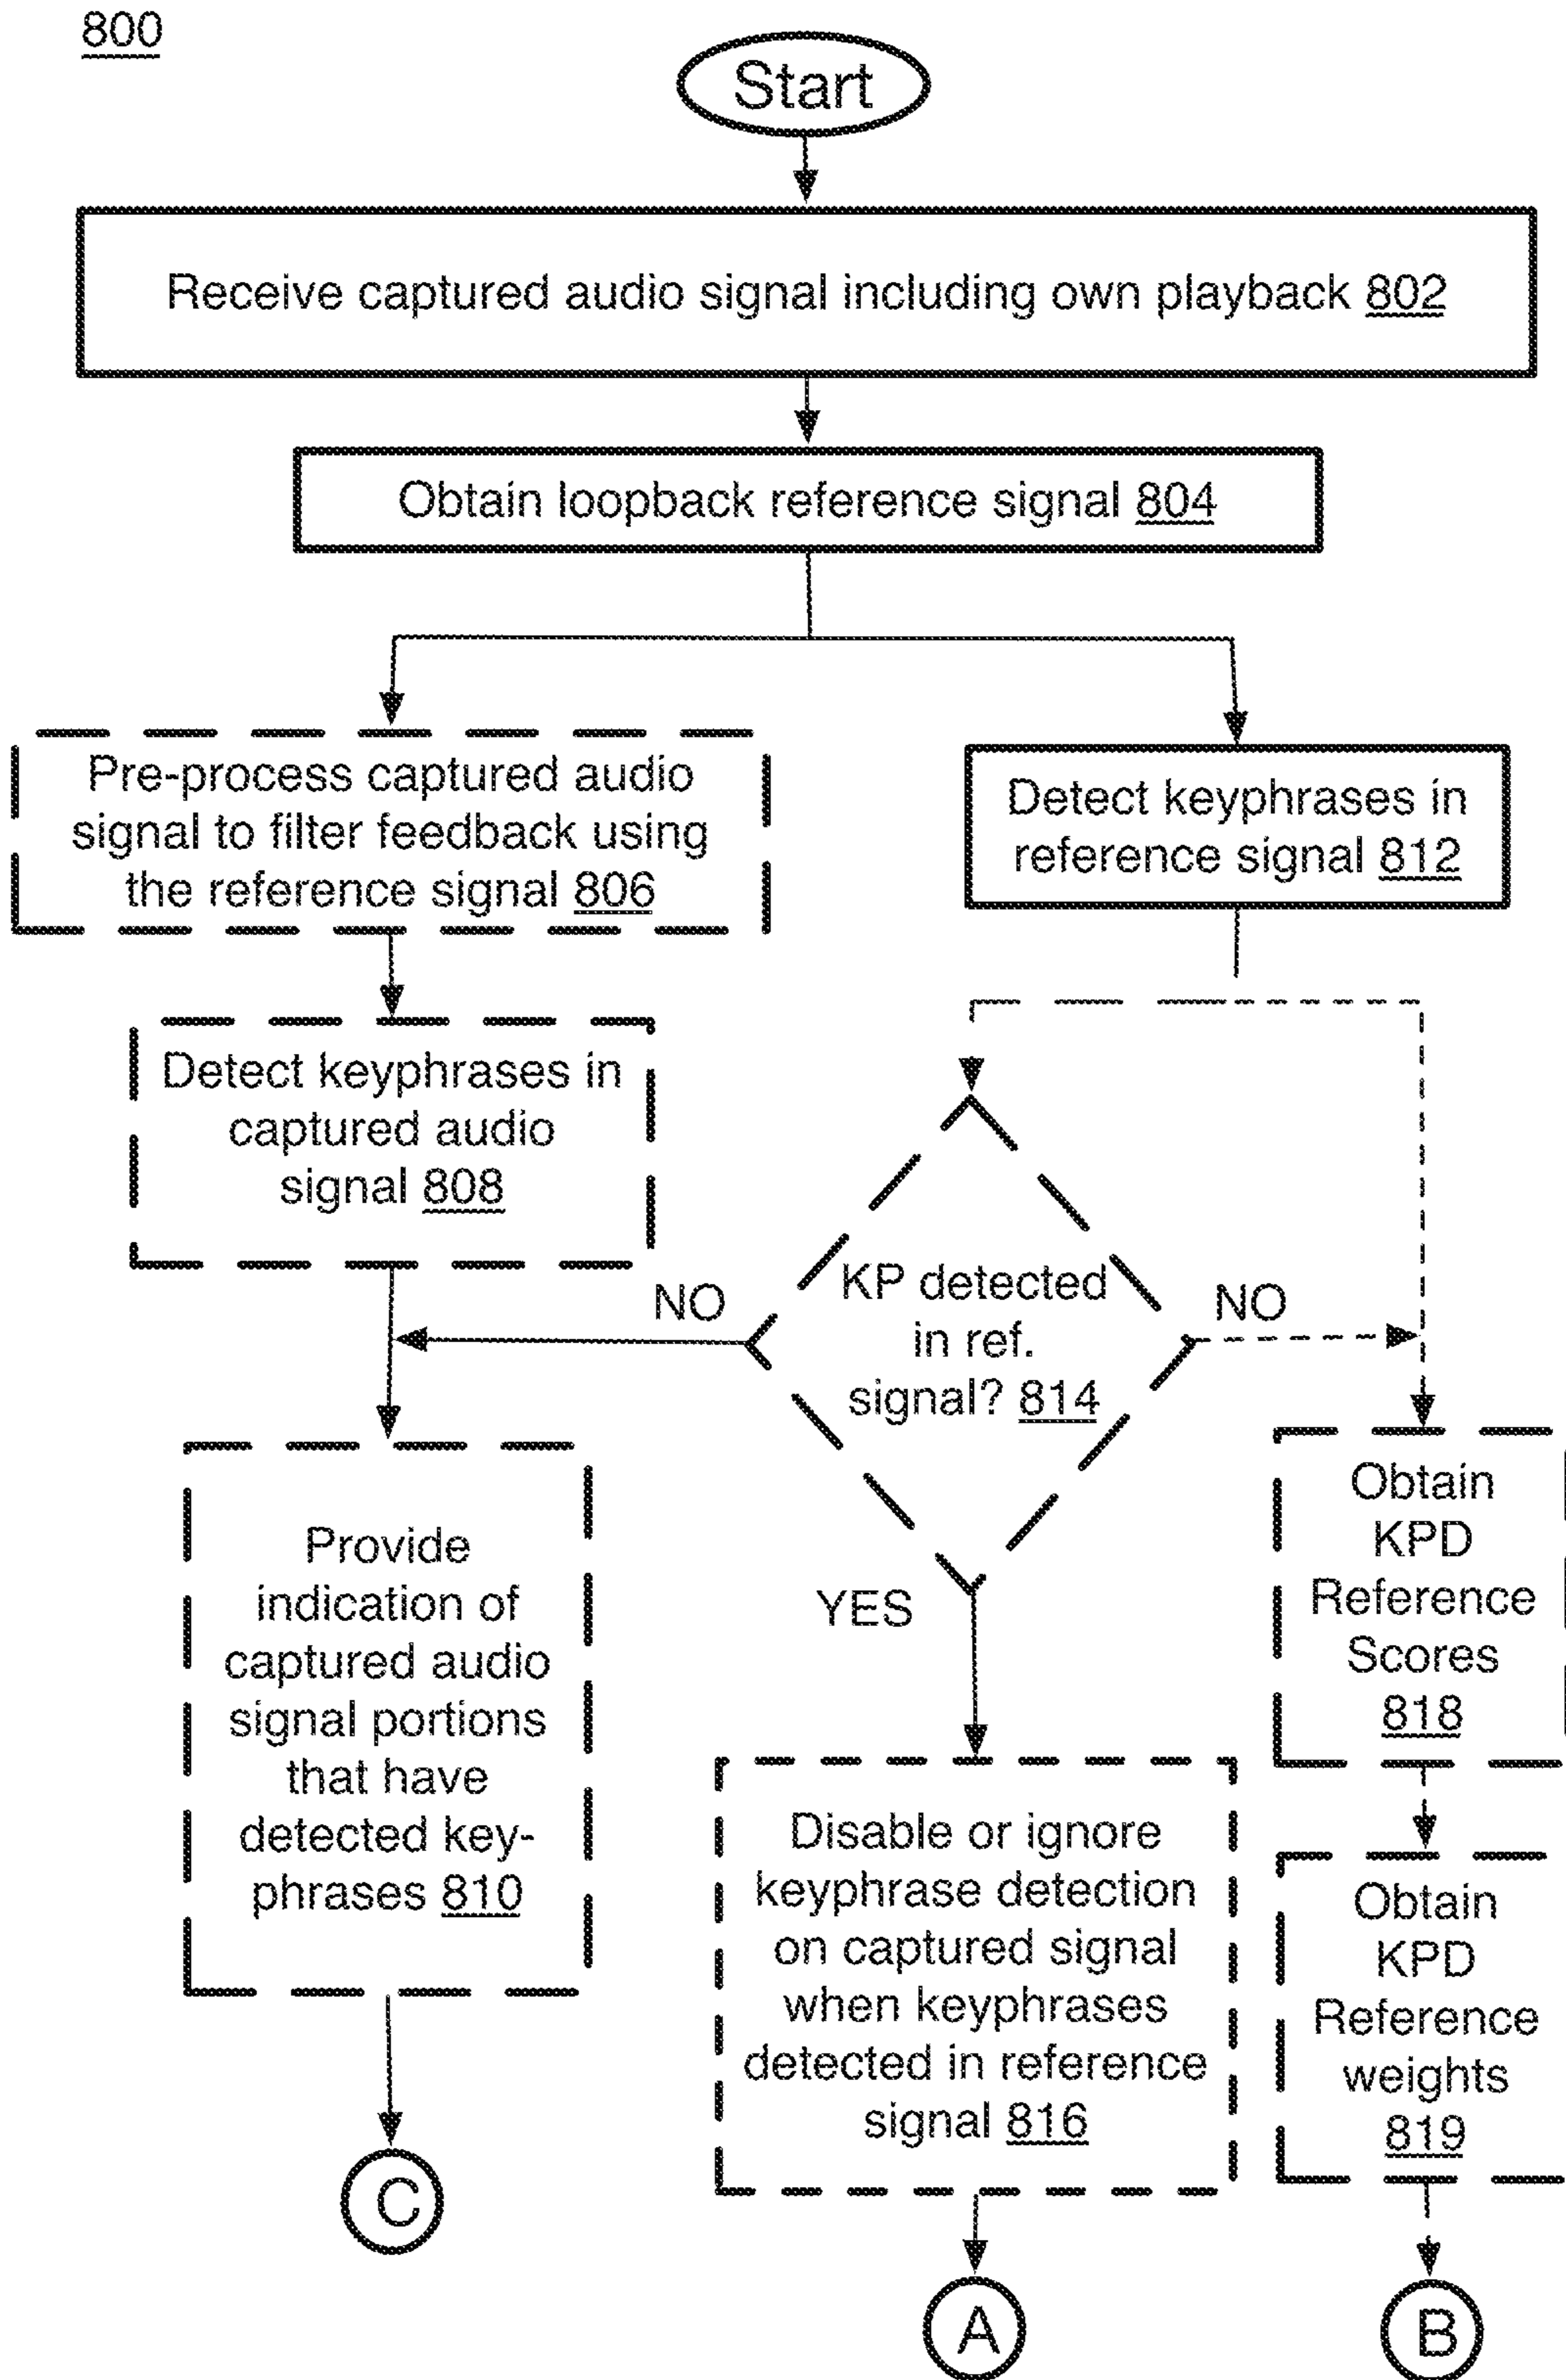 800
Start
Receive captured audio signal including own playback 802
Obtain loopback reference signal 804
Pre-process captured audio
signal to filter feedback using
the reference signal 806
Detect keyphrases in
reference signal 812
Detect keyphrases in
captured audio
signal 808
NO
KP detected
in ref.
signal? 814
NO
YES
Provide
indication of
captured audio
signal portions
that have
detected key-
phrases 810
Disable or ignore
keyphrase detection
on captured signal
when keyphrases
detected in reference
signal 816
Obtain
KPD
Reference
Scores
818
Obtain
KPD
Reference
weights
819
C
A
B